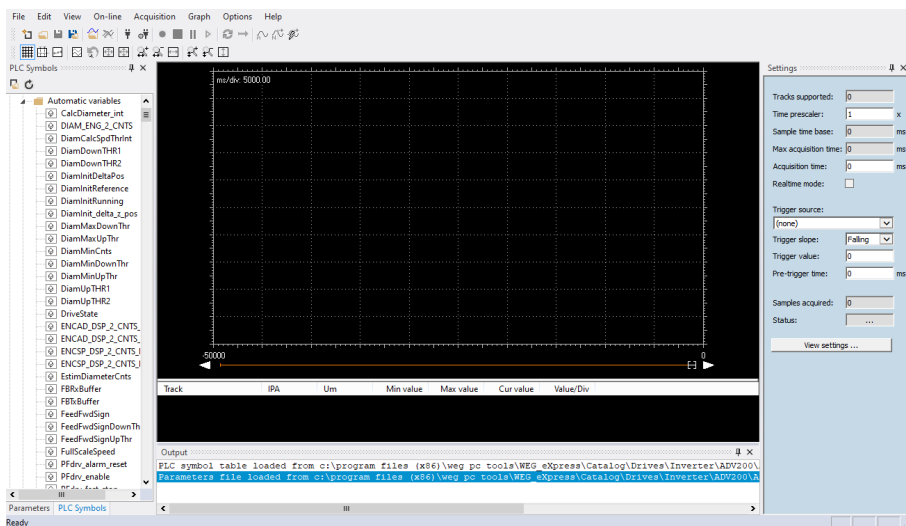 File Edit View On-line Acquisition Graph Options Help
PLC Symbols
Automatic variables
CalcDiameter_int
DIAM_ENG_2_CNTS
DiamCalcSpdThrInt
DiamDownTHR1
DiamDownTHR2
DiamInitDeltaPos
DiamInitReference
DiamInitRunning
DiamInit_delta_z_pos
DiamMaxDownThr
DiamMaxUpThr
DiamMinCnts
DiamMinDownThr
DiamMinUpThr
DiamUpTHR1
DiamUpTHR2
DriveState
ENCAD_DSP_2_CNTS_
ENCAD_DSP_2_CNTS_
ENCSP_DSP_2_CNTS_I
ENCSP_DSP_2_CNTS_I
EstimDiameterCnts
FBRxBuffer
FBTxBuffer
FeedFwdSign
FeedFwdSignDownTh
FeedFwdSignUpThr
FullScaleSpeed
PFdrv_alarm_reset
PFdrv_enable
Parameters PLC Symbols
ms/div: 5000.00
-50000 0
Track IPA Um Min value Max value Cur value Value/Div
Output
PLC symbol table loaded from c:\program files (x86)\weg pc tools\WEG_eXpress\Catalog\Drives\Inverter\ADV200\
Parameters file loaded from c:\program files (x86)\weg pc tools\WEG_eXpress\Catalog\Drives\Inverter\ADV200\A
Settings
Tracks supported: 0
Time prescaler: 1 x
Sample time base: 0 ms
Max acquisition time: 0 ms
Acquisition time: 0 ms
Realtime mode:
Trigger source:
(none)
Trigger slope: Falling
Trigger value: 0
Pre-trigger time: 0 ms
Samples acquired: 0
Status: ...
View settings ...
Ready